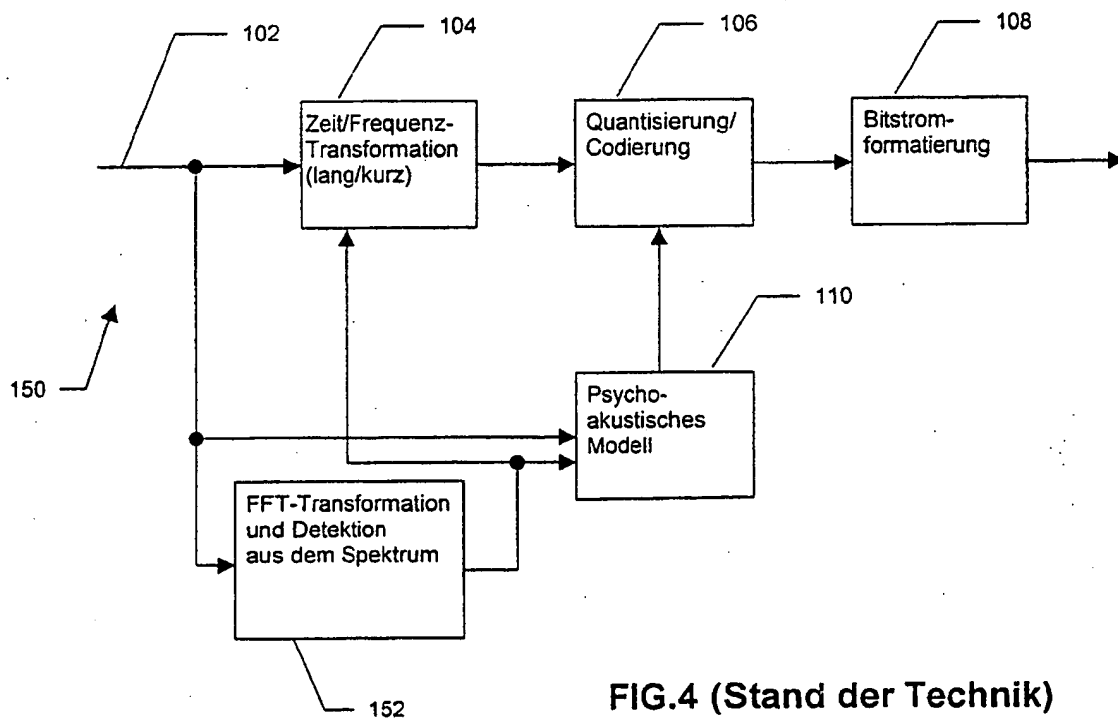 102
104
106
108
Zeit/Frequenz-
Transformation
(lang/kurz)
Quantisierung/
Codierung
Bitstrom-
formatierung
110
150
Psycho-
akustisches
Modell
FFT-Transformation
und Detektion
aus dem Spektrum
152
FIG.4 (Stand der Technik)